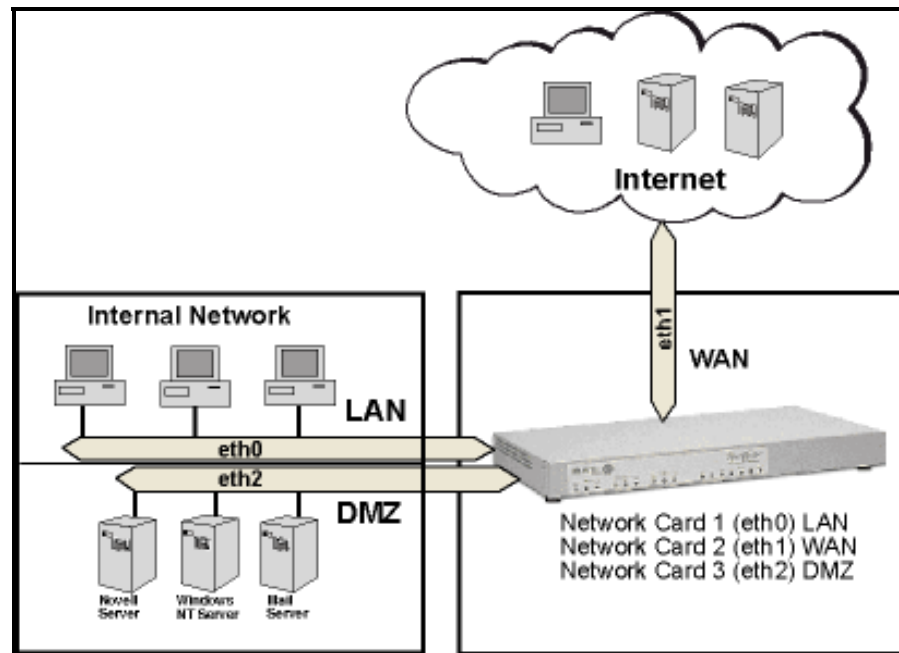 Internet
eth1
WAN
Internal Network
LAN
eth0
eth2
DMZ
Novell
Server
Windows
NT Server
Mail
Server
Network Card 1 (eth0) LAN
Network Card 2 (eth1) WAN
Network Card 3 (eth2) DMZ